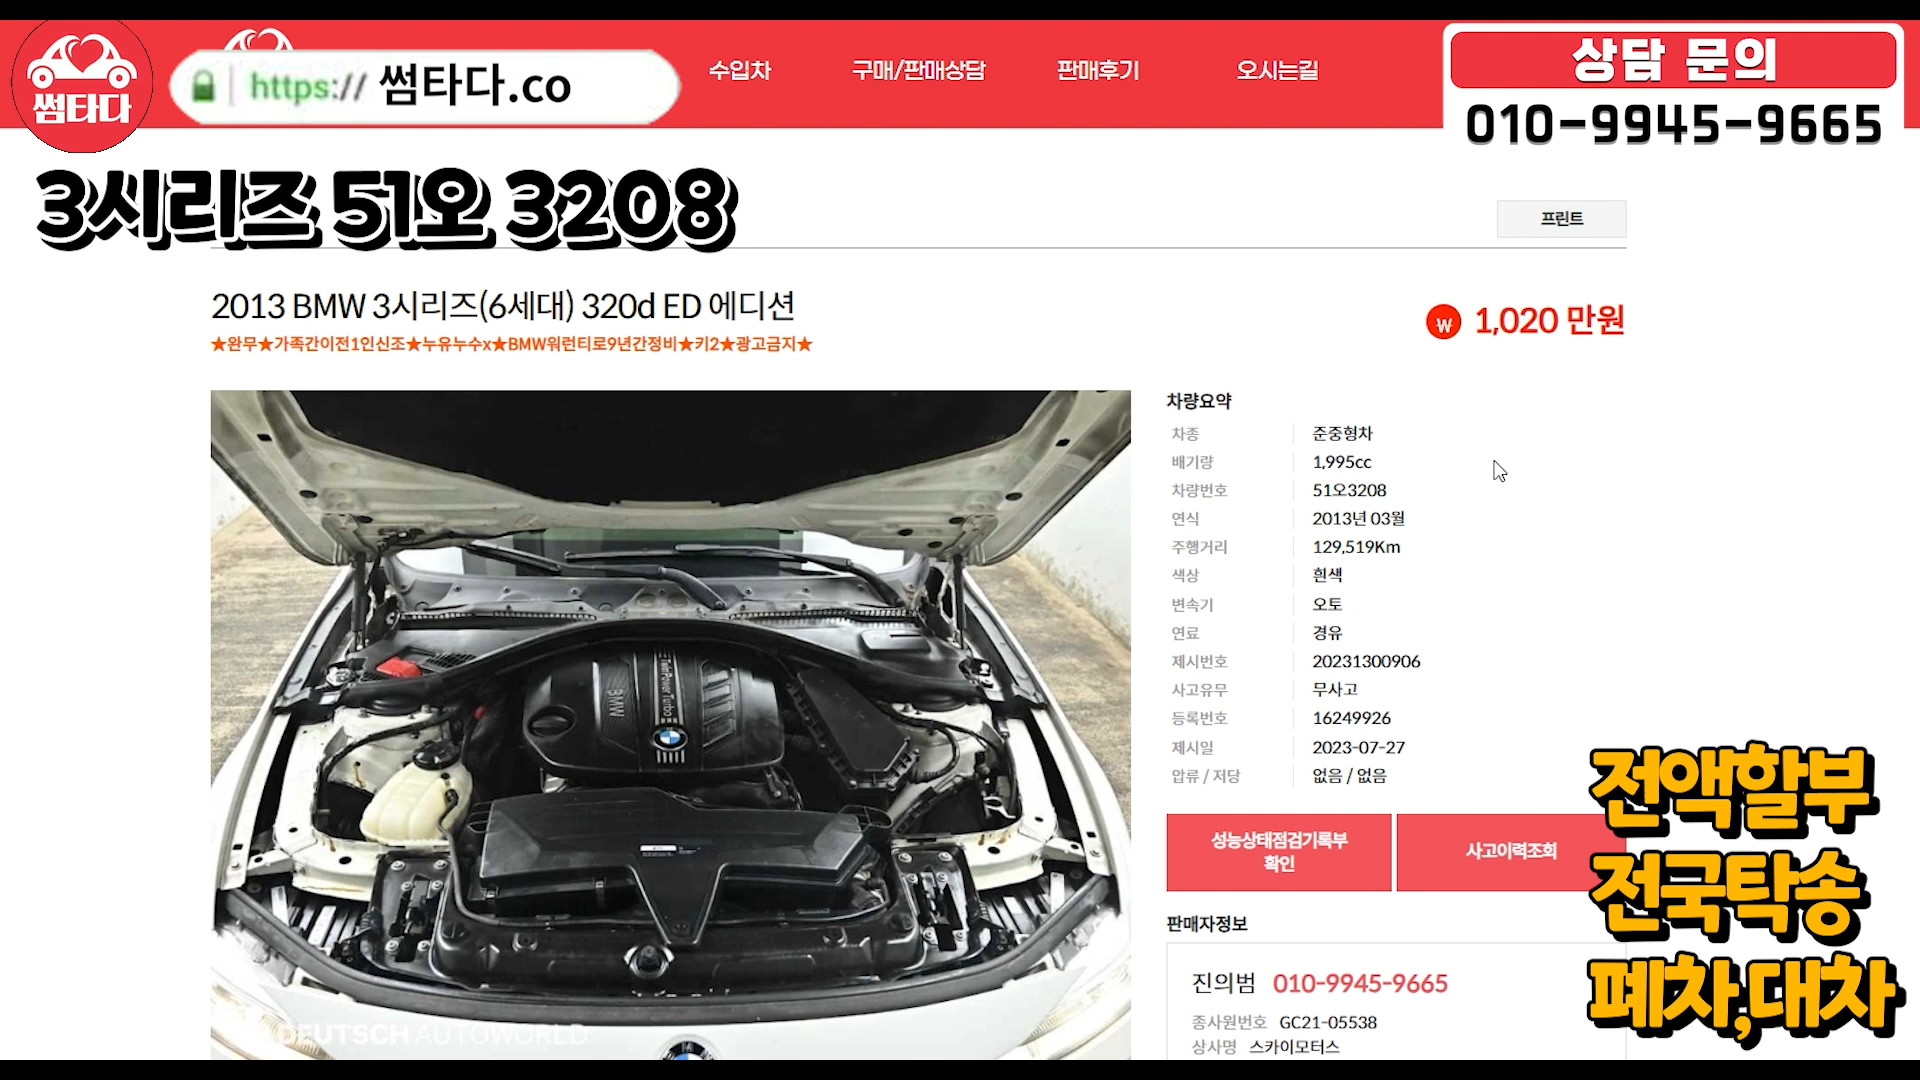 썸타다
https:// 썸타다.co
수입차 구매/판매상담 판매후기 오시는길
상담 문의
010-9945-9665
3시리즈 51오 3208
프린트
2013 BMW 3시리즈(6세대) 320d ED 에디션
₩ 1,020 만원
★완무★가족간이전1인신조★누유누수x★BMW워런티로9년간정비★키2★광고금지★
차량요약
차종 준중형차
배기량 1,995cc
차량번호 51오3208
연식 2013년 03월
주행거리 129,519Km
색상 흰색
변속기 오토
연료 경유
제시번호 20231300906
사고유무 무사고
등록번호 16249926
제시일 2023-07-27
압류 / 저당 없음 / 없음
BMW
TwinPower Turbo
성능상태점검기록부
확인
사고이력조회
판매자정보
진의범 010-9945-9665
종사원번호 GC21-05538
상사명 스카이모터스
DEUTSCH AUTOWORLD
전액할부
전국탁송
폐차,대차